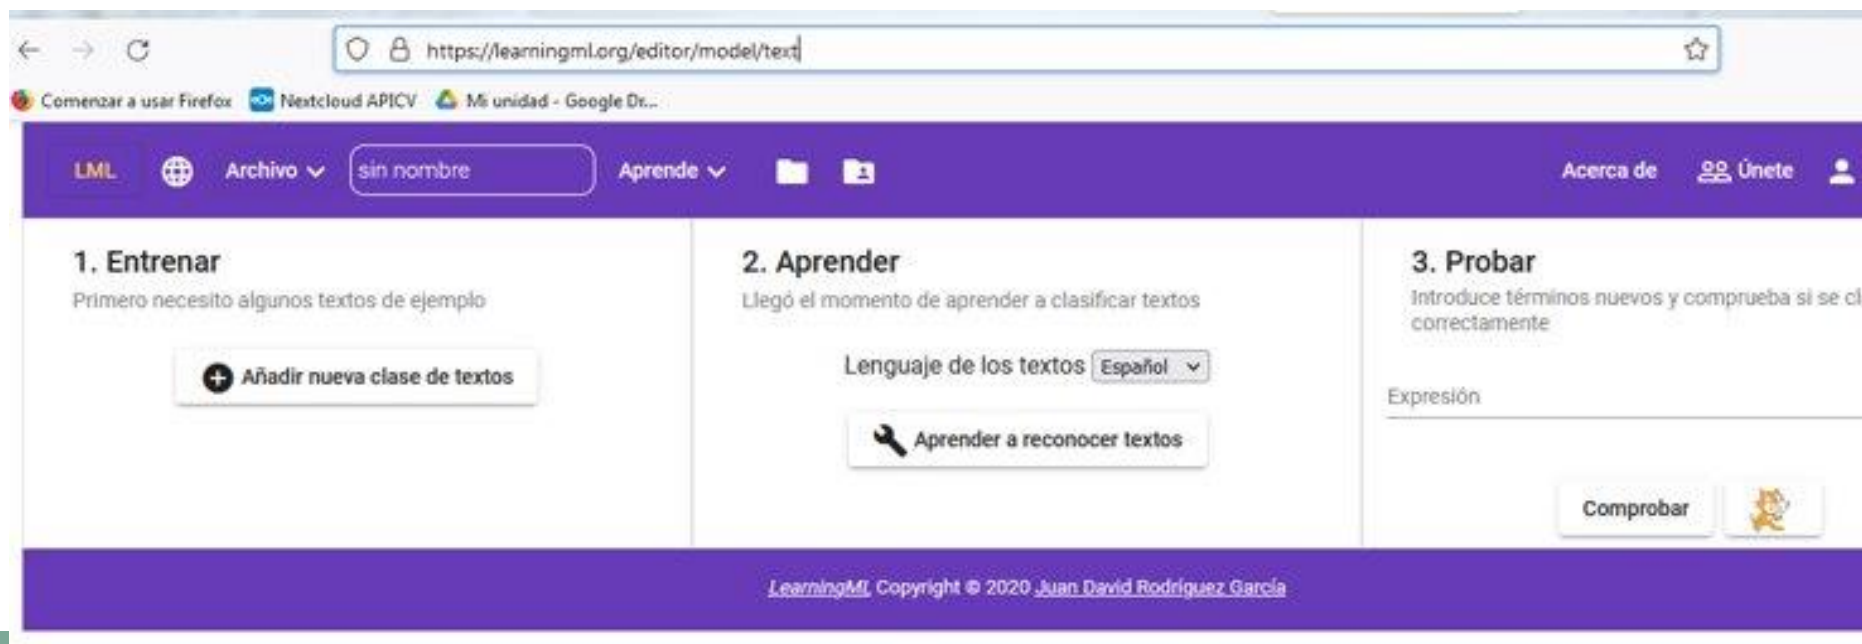 https://learningml.org/editor/model/text
Comenzar a usar Firefox Nextcloud APICV Mi unidad - Google Dr...
LML Archivo sin nombre Aprende Acerca de Únete
1. Entrenar
Primero necesito algunos textos de ejemplo
Añadir nueva clase de textos
2. Aprender
Llegó el momento de aprender a clasificar textos
Lenguaje de los textos Español
Aprender a reconocer textos
3. Probar
Introduce términos nuevos y comprueba si se cl
correctamente
Expresión
Comprobar
LearningML Copyright © 2020 Juan David Rodríguez García